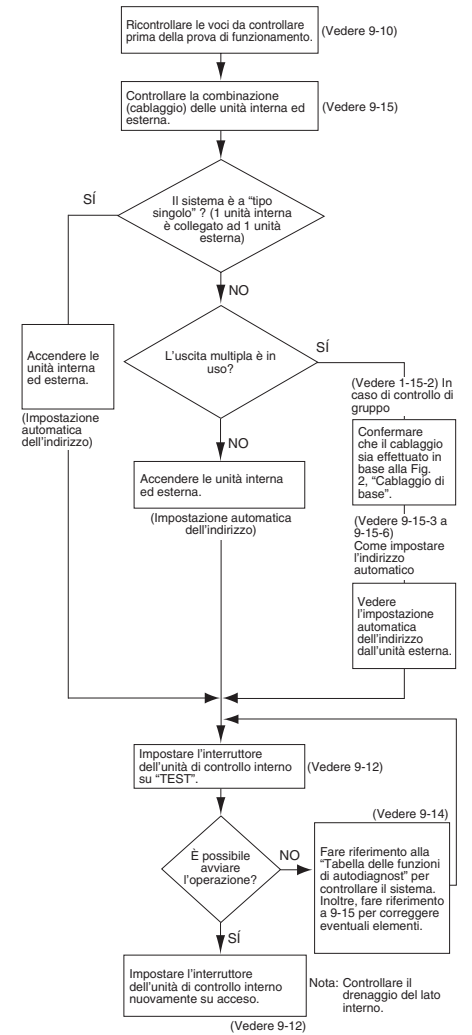 Ricontrollare le voci da controllare
prima della prova di funzionamento.
(Vedere 9-10)
Controllare la combinazione
(cablaggio) delle unità interna ed
esterna.
(Vedere 9-15)
SÍ
Il sistema è a “tipo
singolo” ? (1 unità interna
è collegato ad 1 unità
esterna)
NO
Accendere le
unità interna
ed esterna.
(Impostazione
automatica
dell’indirizzo)
L’uscita multipla è in
uso?
SÍ
(Vedere 1-15-2) In
caso di controllo di
gruppo
Confermare
che il cablaggio
sia effettuato in
base alla Fig.
2, “Cablaggio di
base”.
NO
Accendere le unità interna
ed esterna.
(Impostazione automatica
dell’indirizzo)
(Vedere 9-15-3 a
9-15-6)
Come impostare
l’indirizzo
automatico
Vedere
l’impostazione
automatica
dell’indirizzo
dall’unità esterna.
Impostare l’interruttore
dell’unità di controllo interno
su “TEST”.
(Vedere 9-12)
(Vedere 9-14)
È possibile
avviare
l’operazione?
NO
Fare riferimento alla
“Tabella delle funzioni
di autodiagnost” per
controllare il sistema.
Inoltre, fare riferimento
a 9-15 per correggere
eventuali elementi.
SÍ
Impostare l’interruttore
dell’unità di controllo interno
nuovamente su acceso.
(Vedere 9-12)
Nota: Controllare il
drenaggio del lato
interno.